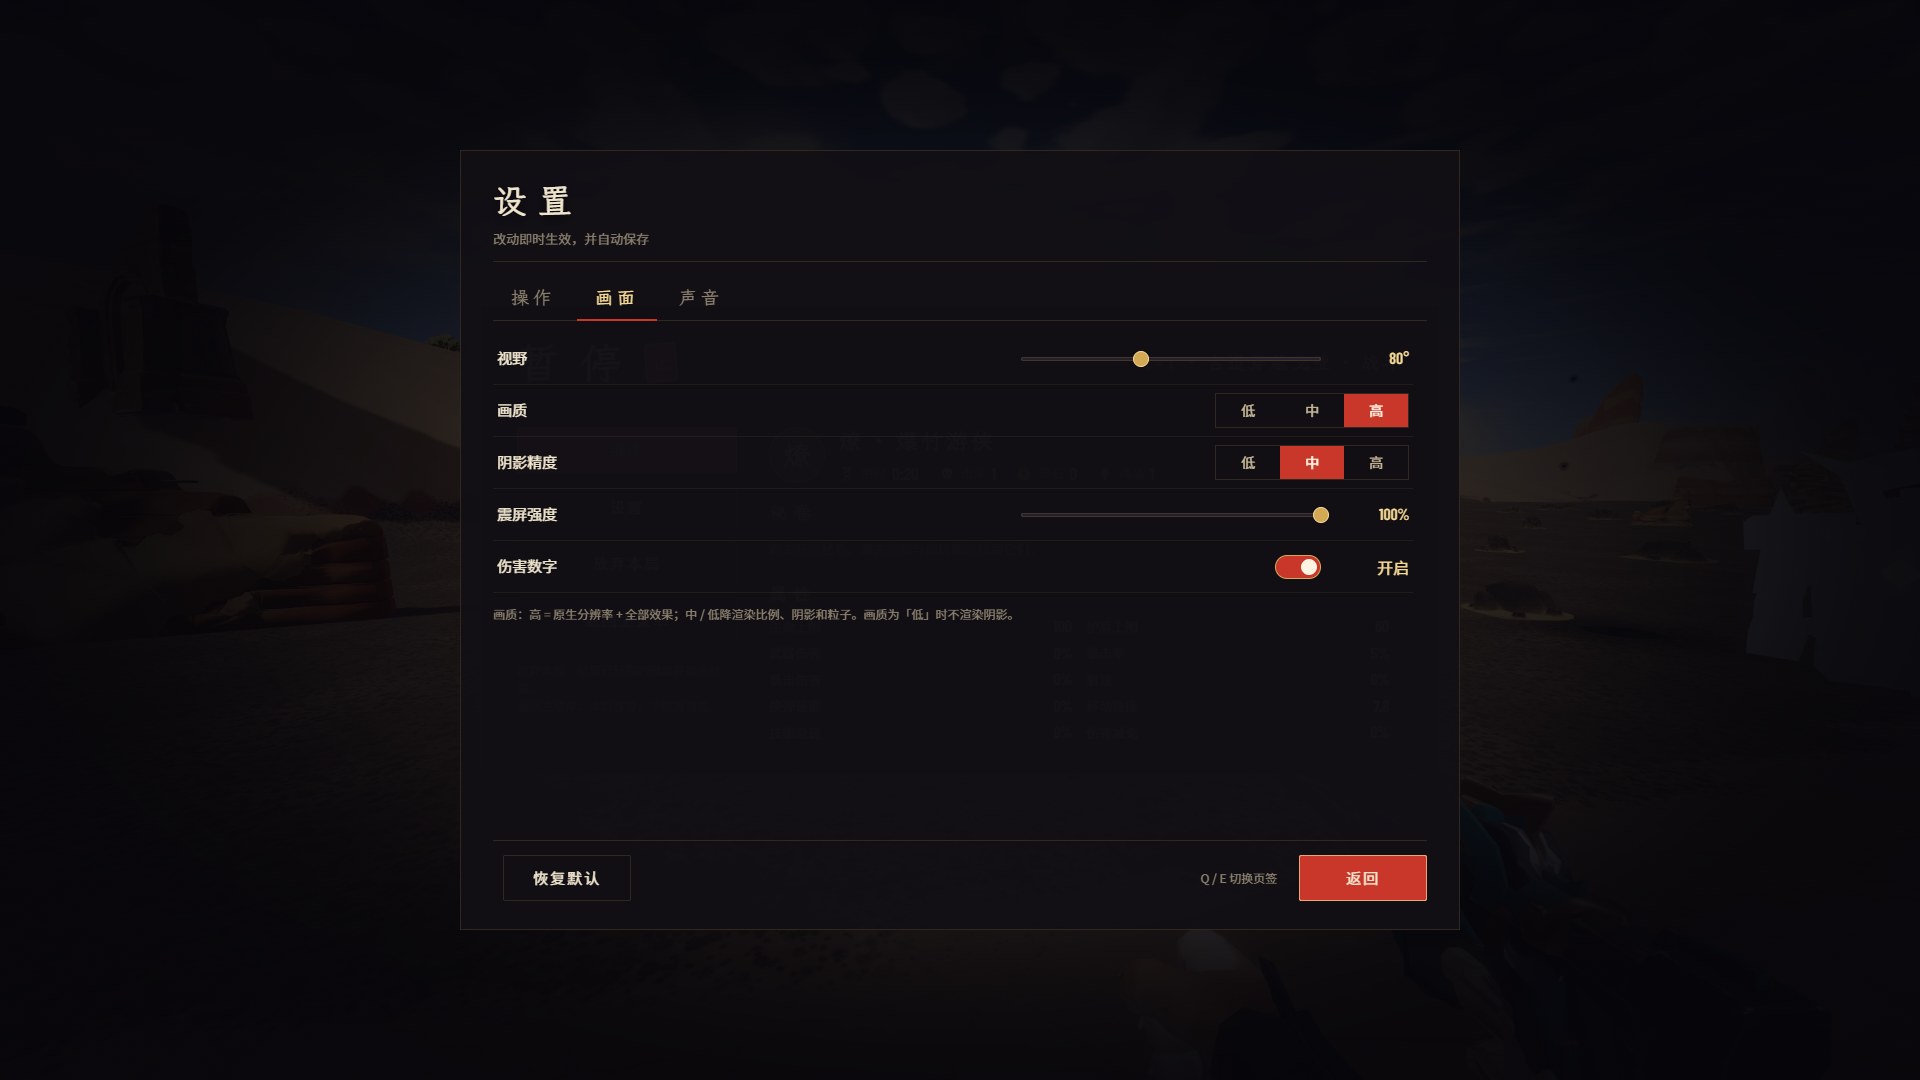 设置
改动即时生效，并自动保存
操作 画面 声音
视野 80°
画质 低 中 高
阴影精度 低 中 高
震屏强度 100%
伤害数字 开启
画质：高 = 原生分辨率 + 全部效果；中 / 低降渲染比例、阴影和粒子。画质为「低」时不渲染阴影。
恢复默认 Q / E 切换页签 返回
暂停